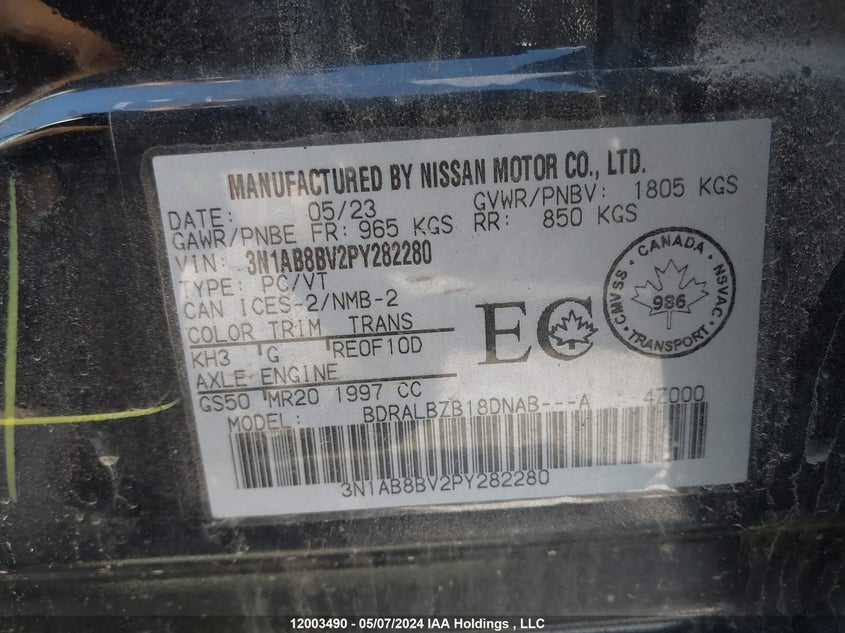 MANUFACTURED BY NISSAN MOTOR CO., LTD.
DATE: 05/23 GVWR/PNBV: 1805 KGS
GAWR/PNBE FR: 965 KGS RR: 850 KGS
VIN: 3N1AB8BV2PY282280
TYPE: PC/VT
CAN ICES-2/NMB-2
COLOR TRIM TRANS
KH3 G RE0F10D
AXLE ENGINE
GS50 MR20 1997 CC
MODEL: BDRALBZB18DNAB---A 4Z000
3N1AB8BV2PY282280
EC
CANADA
CMVSS 986 NSVAC
TRANSPORT
12003490 - 05/07/2024 IAA Holdings , LLC